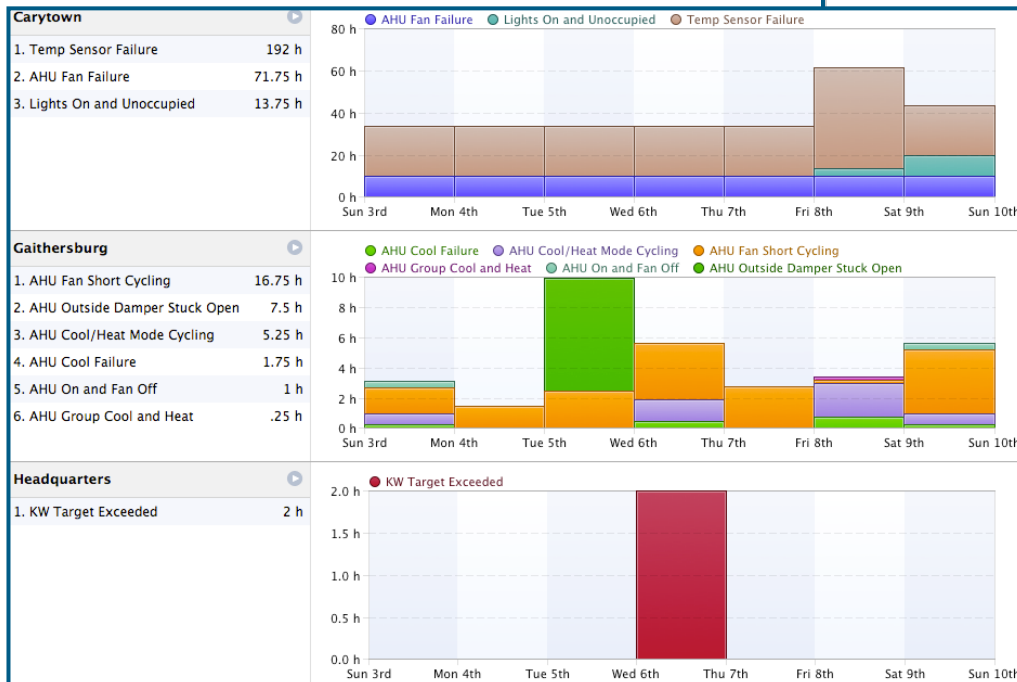 Carytown
1. Temp Sensor Failure 192 h
2. AHU Fan Failure 71.75 h
3. Lights On and Unoccupied 13.75 h
AHU Fan Failure Lights On and Unoccupied Temp Sensor Failure
80 h
60 h
40 h
20 h
0 h
Sun 3rd Mon 4th Tue 5th Wed 6th Thu 7th Fri 8th Sat 9th Sun 10th
Gaithersburg
1. AHU Fan Short Cycling 16.75 h
2. AHU Outside Damper Stuck Open 7.5 h
3. AHU Cool/Heat Mode Cycling 5.25 h
4. AHU Cool Failure 1.75 h
5. AHU On and Fan Off 1 h
6. AHU Group Cool and Heat .25 h
AHU Cool Failure AHU Cool/Heat Mode Cycling AHU Fan Short Cycling
AHU Group Cool and Heat AHU On and Fan Off AHU Outside Damper Stuck Open
10 h
8 h
6 h
4 h
2 h
0 h
Sun 3rd Mon 4th Tue 5th Wed 6th Thu 7th Fri 8th Sat 9th Sun 10th
Headquarters
1. KW Target Exceeded 2 h
KW Target Exceeded
2.0 h
1.5 h
1.0 h
0.5 h
0.0 h
Sun 3rd Mon 4th Tue 5th Wed 6th Thu 7th Fri 8th Sat 9th Sun 10th